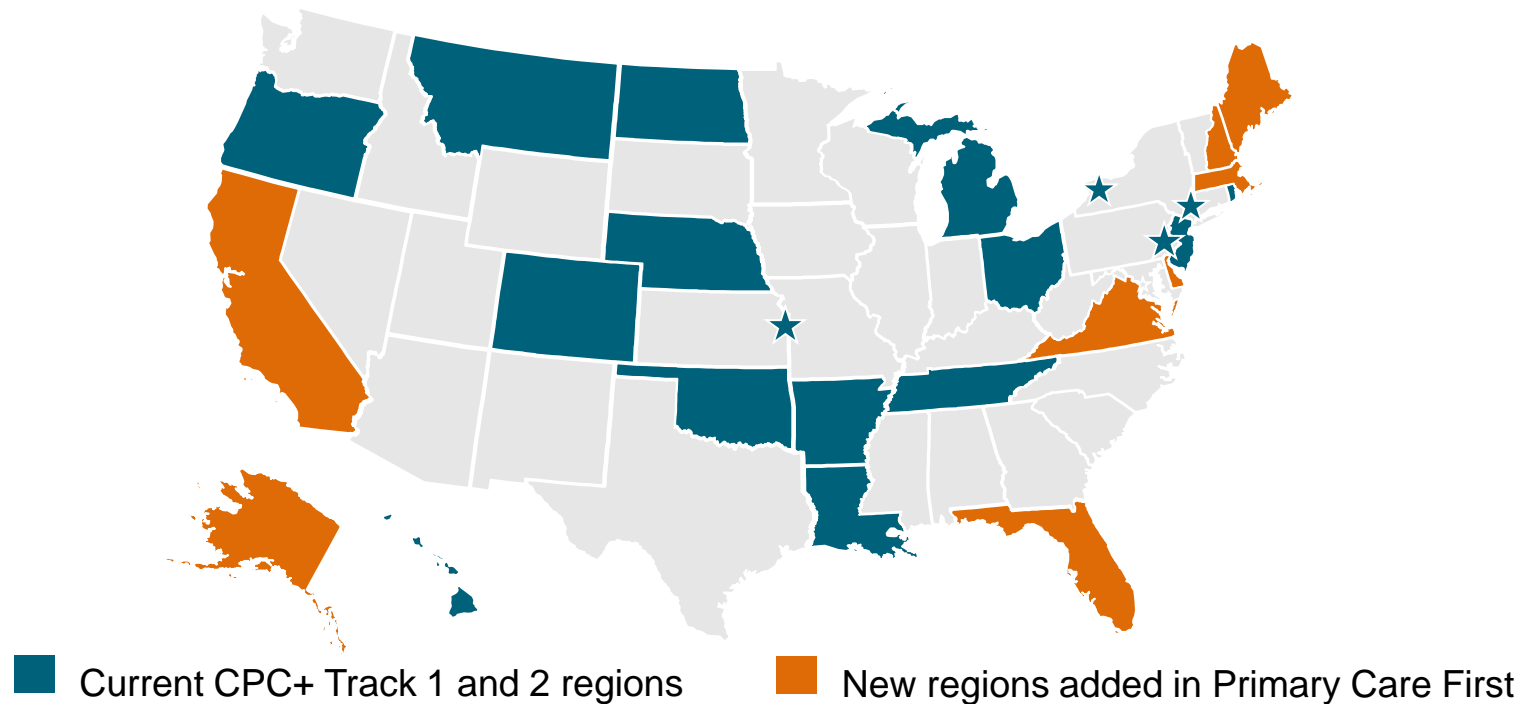 Current CPC+ Track 1 and 2 regions
New regions added in Primary Care First